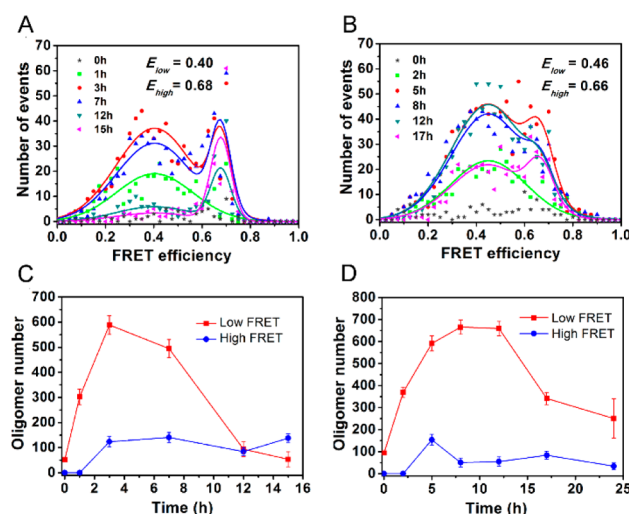 A
70
60
50
40
30
20
10
0
Number of events
0h
1h
3h
7h
12h
15h
E_low = 0.40
E_high = 0.68
0.0 0.2 0.4 0.6 0.8 1.0
FRET efficiency
B
70
60
50
40
30
20
10
0
Number of events
0h
2h
5h
8h
12h
17h
E_low = 0.46
E_high = 0.66
0.0 0.2 0.4 0.6 0.8 1.0
FRET efficiency
C
700
600
500
400
300
200
100
0
Oligomer number
Low FRET
High FRET
0 2 4 6 8 10 12 14 16
Time (h)
D
800
700
600
500
400
300
200
100
0
Oligomer number
Low FRET
High FRET
0 5 10 15 20 25
Time (h)